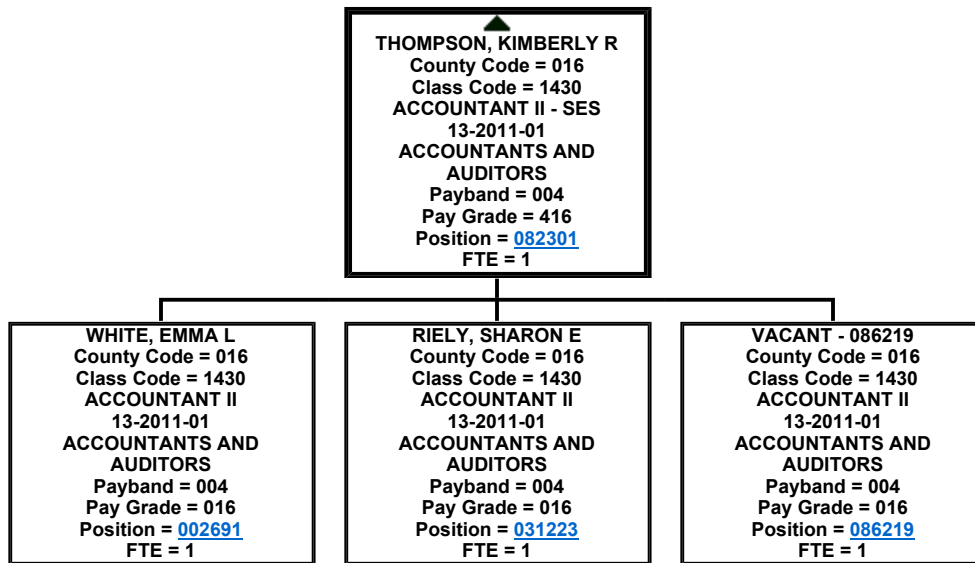 THOMPSON, KIMBERLY R
County Code = 016
Class Code = 1430
ACCOUNTANT II - SES
13-2011-01
ACCOUNTANTS AND
AUDITORS
Payband = 004
Pay Grade = 416
Position = 082301
FTE = 1
WHITE, EMMA L
County Code = 016
Class Code = 1430
ACCOUNTANT II
13-2011-01
ACCOUNTANTS AND
AUDITORS
Payband = 004
Pay Grade = 016
Position = 002691
FTE = 1
RIELY, SHARON E
County Code = 016
Class Code = 1430
ACCOUNTANT II
13-2011-01
ACCOUNTANTS AND
AUDITORS
Payband = 004
Pay Grade = 016
Position = 031223
FTE = 1
VACANT - 086219
County Code = 016
Class Code = 1430
ACCOUNTANT II
13-2011-01
ACCOUNTANTS AND
AUDITORS
Payband = 004
Pay Grade = 016
Position = 086219
FTE = 1